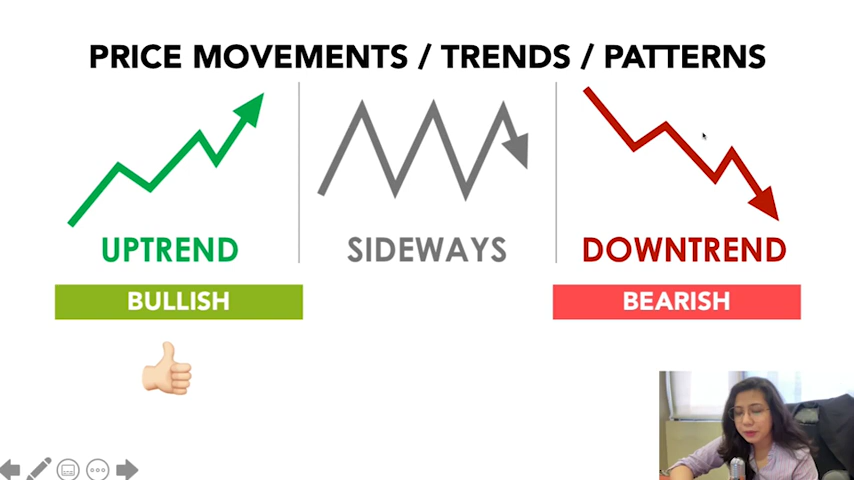 PRICE MOVEMENTS / TRENDS / PATTERNS
UPTREND
SIDEWAYS
DOWNTREND
BULLISH
BEARISH